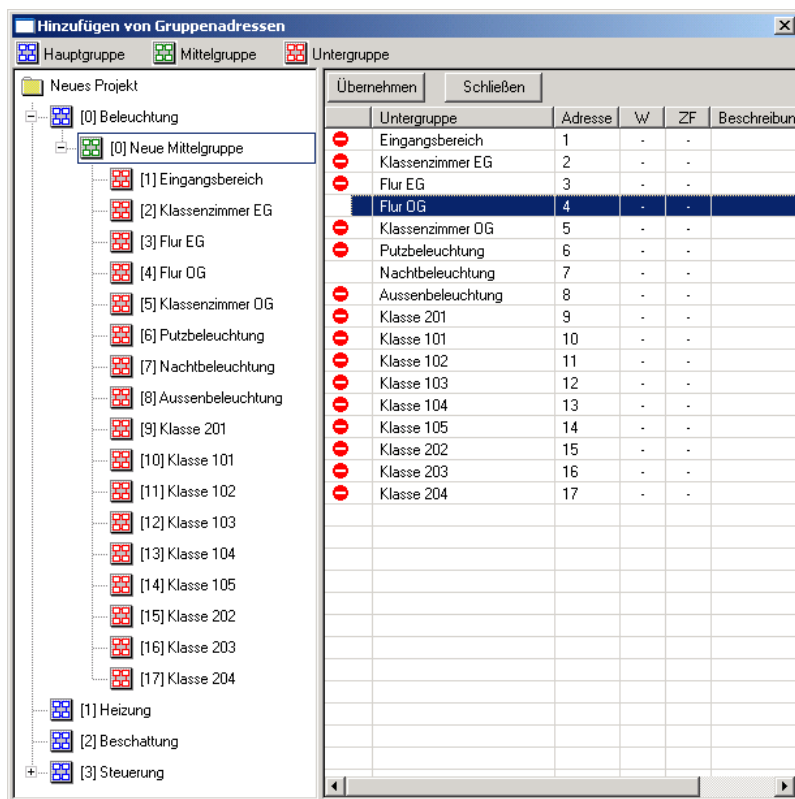 Hinzufügen von Gruppenadressen
Hauptgruppe Mittelgruppe Untergruppe
Neues Projekt
[0] Beleuchtung
[0] Neue Mittelgruppe
[1] Eingangsbereich
[2] Klassenzimmer EG
[3] Flur EG
[4] Flur OG
[5] Klassenzimmer OG
[6] Putzbeleuchtung
[7] Nachtbeleuchtung
[8] Aussenbeleuchtung
[9] Klasse 201
[10] Klasse 101
[11] Klasse 102
[12] Klasse 103
[13] Klasse 104
[14] Klasse 105
[15] Klasse 202
[16] Klasse 203
[17] Klasse 204
[1] Heizung
[2] Beschattung
[3] Steuerung
Übernehmen Schließen
Untergruppe Adresse W ZF Beschreibun
Eingangsbereich 1 - -
Klassenzimmer EG 2 - -
Flur EG 3 - -
Flur OG 4 - -
Klassenzimmer OG 5 - -
Putzbeleuchtung 6 - -
Nachtbeleuchtung 7 - -
Aussenbeleuchtung 8 - -
Klasse 201 9 - -
Klasse 101 10 - -
Klasse 102 11 - -
Klasse 103 12 - -
Klasse 104 13 - -
Klasse 105 14 - -
Klasse 202 15 - -
Klasse 203 16 - -
Klasse 204 17 - -